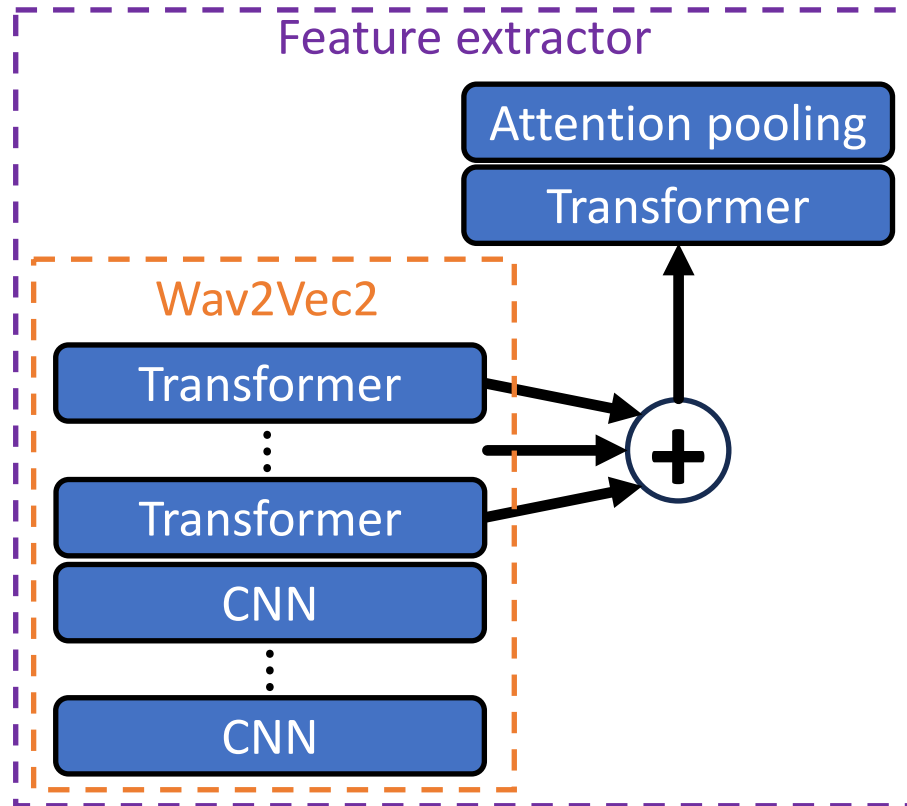 Feature extractor
Attention pooling
Transformer
Wav2Vec2
Transformer
Transformer
+
CNN
CNN